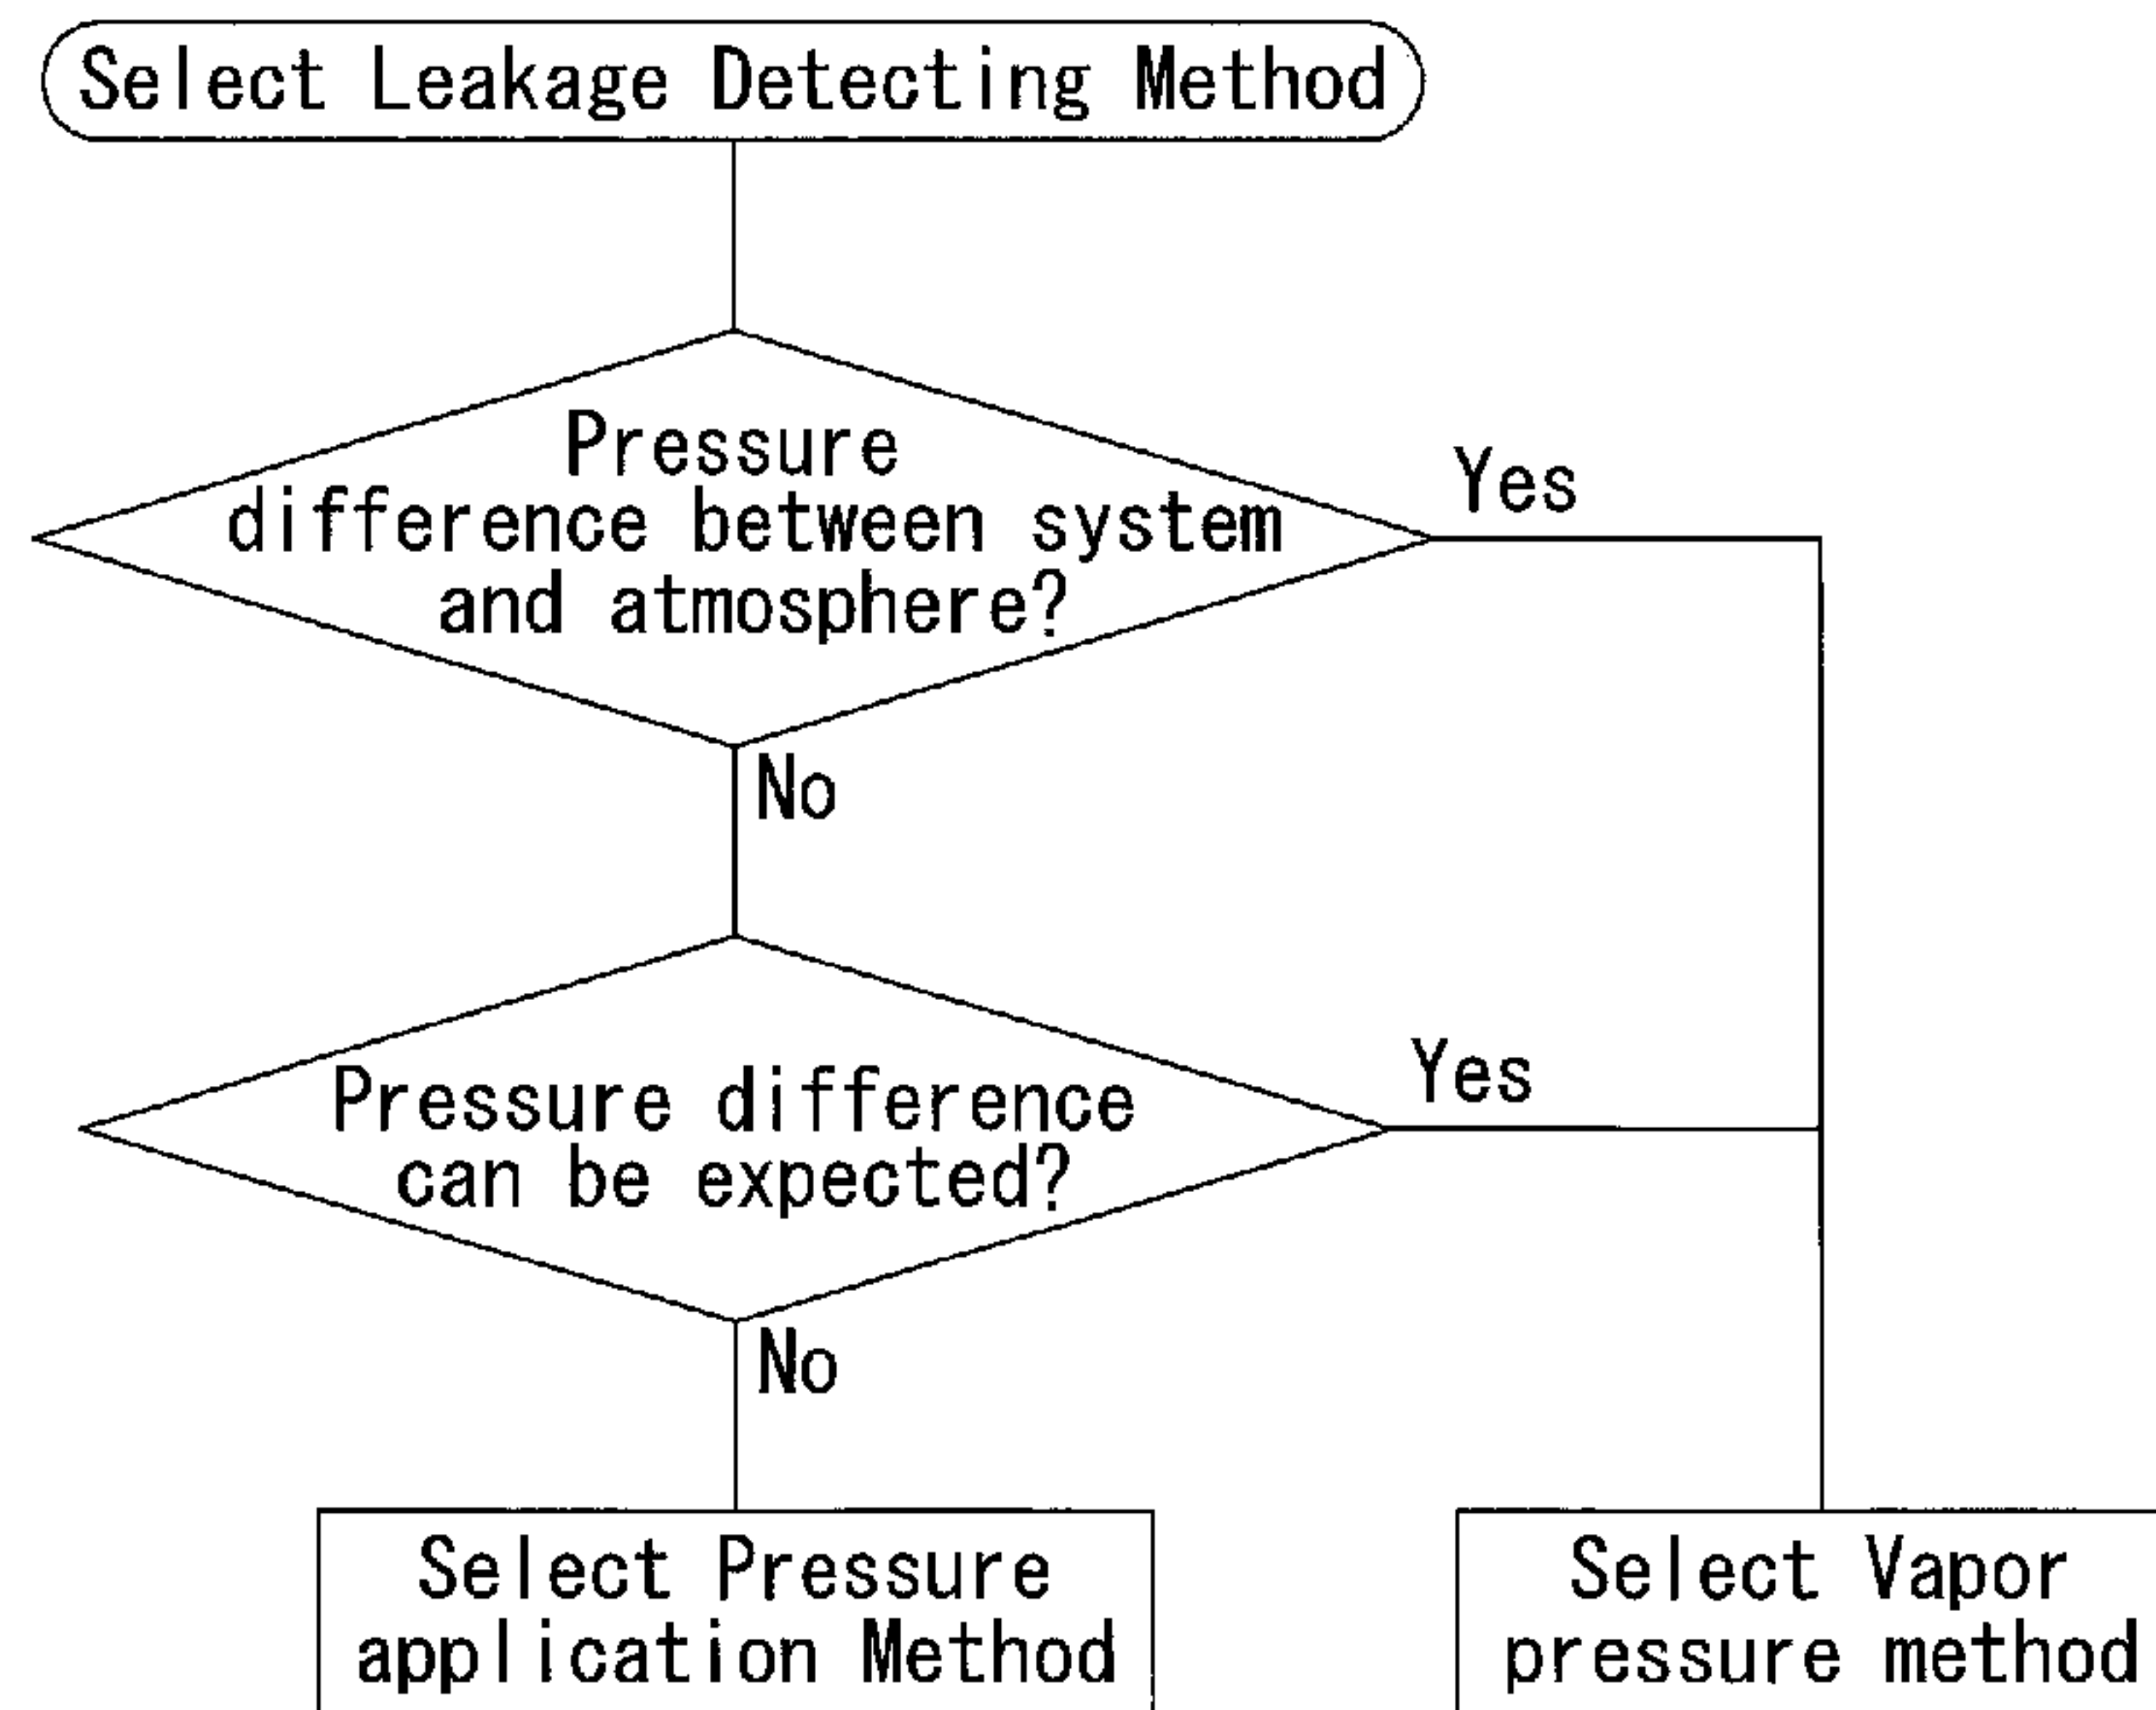 Select Leakage Detecting Method
Pressure
difference between system
and atmosphere?
Yes
No
Pressure difference
can be expected?
Yes
No
Select Pressure
application Method
Select Vapor
pressure method